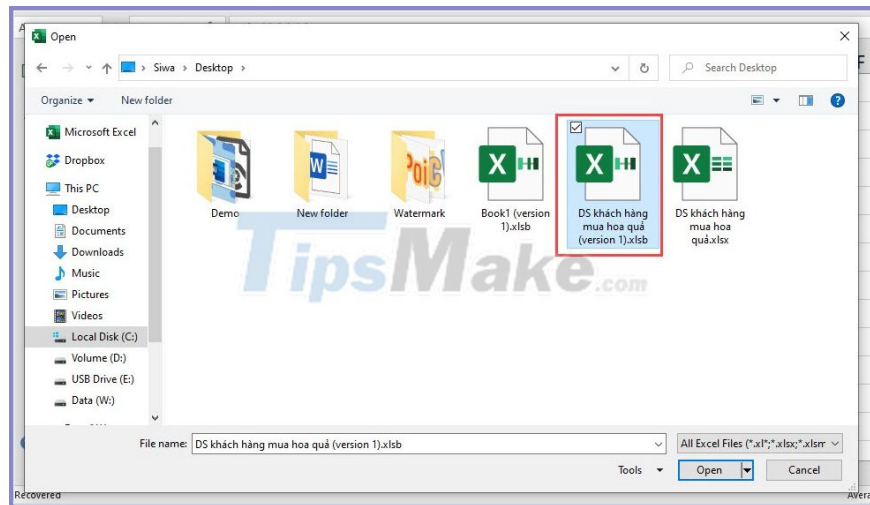 Open
Siwa > Desktop >
Search Desktop
Organize
New folder
Microsoft Excel
Dropbox
This PC
Desktop
Documents
Downloads
Music
Pictures
Videos
Local Disk (C:)
Volume (D:)
USB Drive (E:)
Data (W:)
Demo
New folder
Watermark
Book1 (version
1).xlsb
DS khách hàng
mua hoa quả
(version 1).xlsb
DS khách hàng
mua hoa
quả.xlsx
TipsMake.com
File name:
DS khách hàng mua hoa quả (version 1).xlsb
All Excel Files (*.xl*;*.xlsx;*.xlsm
Tools
Open
Cancel
Recovered